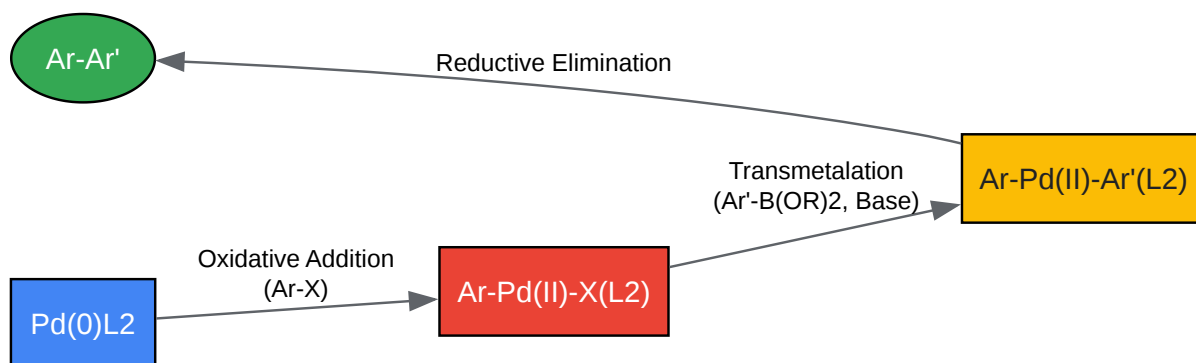 Ar-Ar'
Reductive Elimination
Transmetalation
(Ar'-B(OR)2, Base)
Ar-Pd(II)-Ar'(L2)
Oxidative Addition
(Ar-X)
Ar-Pd(II)-X(L2)
Pd(0)L2